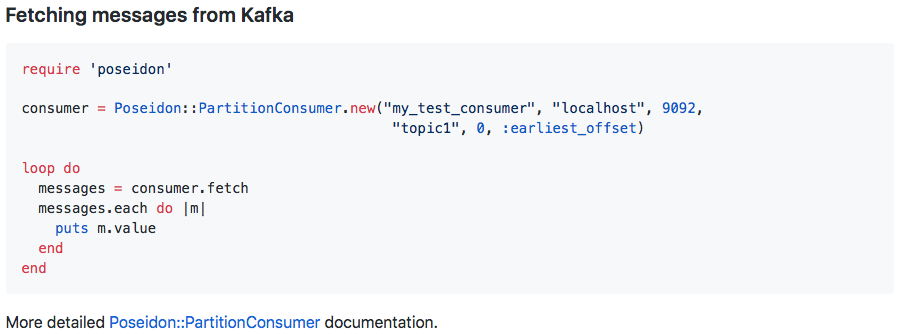 Fetching messages from Kafka
require 'poseidon'
consumer = Poseidon::PartitionConsumer.new("my_test_consumer", "localhost", 9092,
                                            "topic1", 0, :earliest_offset)
loop do
  messages = consumer.fetch
  messages.each do |m|
    puts m.value
  end
end
More detailed Poseidon::PartitionConsumer documentation.